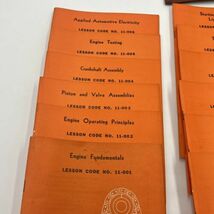 Applied Automotive Electricity
LESSON CODE NO. 11-006
Engine Testing
LESSON CODE NO. 11-005
Crankshaft Assembly
LESSON CODE NO. 11-004
Piston and Valve Assemblies
LESSON CODE NO. 11-003
Engine Operating Principles
LESSON CODE NO. 11-002
Engine Fundamentals
LESSON CODE NO. 11-001